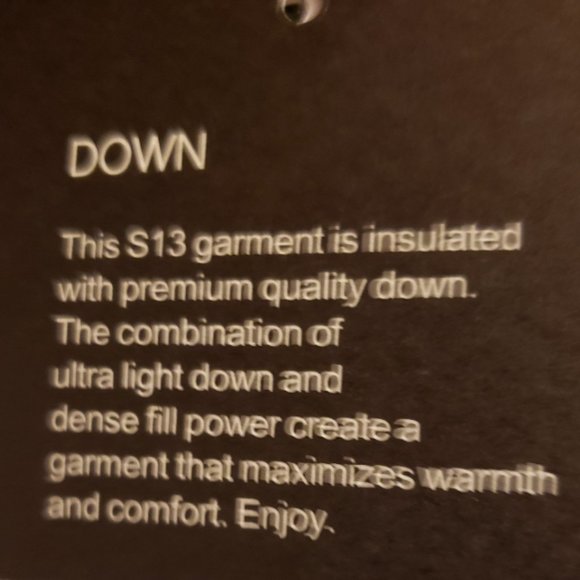 DOWN
This S13 garment is insulated
with premium quality down.
The combination of
ultra light down and
dense fill power create a
garment that maximizes warmth
and comfort. Enjoy.